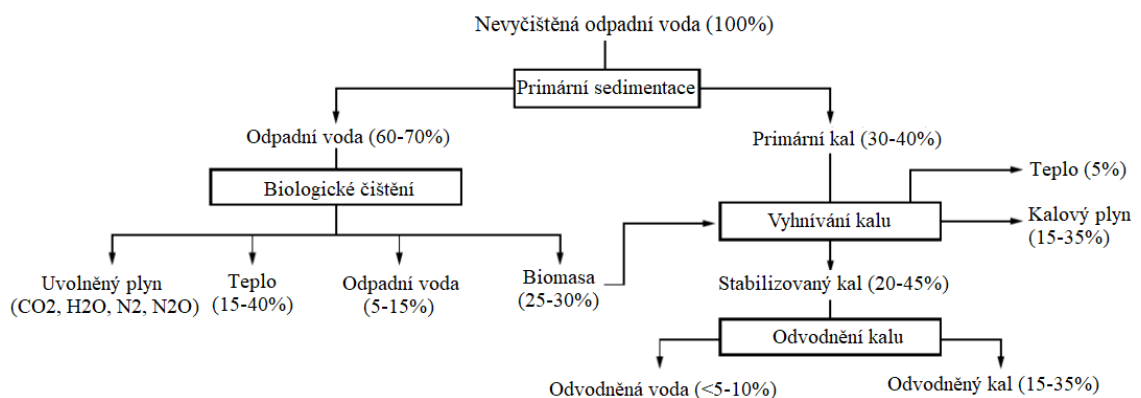 Nevyčištěná odpadní voda (100%)
Primární sedimentace
Odpadní voda (60-70%)
Primární kal (30-40%)
Teplo (5%)
Biologické čištění
Vyhnívání kalu
Kalový plyn
(15-35%)
Uvolněný plyn
(CO2, H2O, N2, N2O)
Teplo
(15-40%)
Odpadní voda
(5-15%)
Biomasa
(25-30%)
Stabilizovaný kal (20-45%)
Odvodnění kalu
Odvodněná voda (<5-10%)
Odvodněný kal (15-35%)